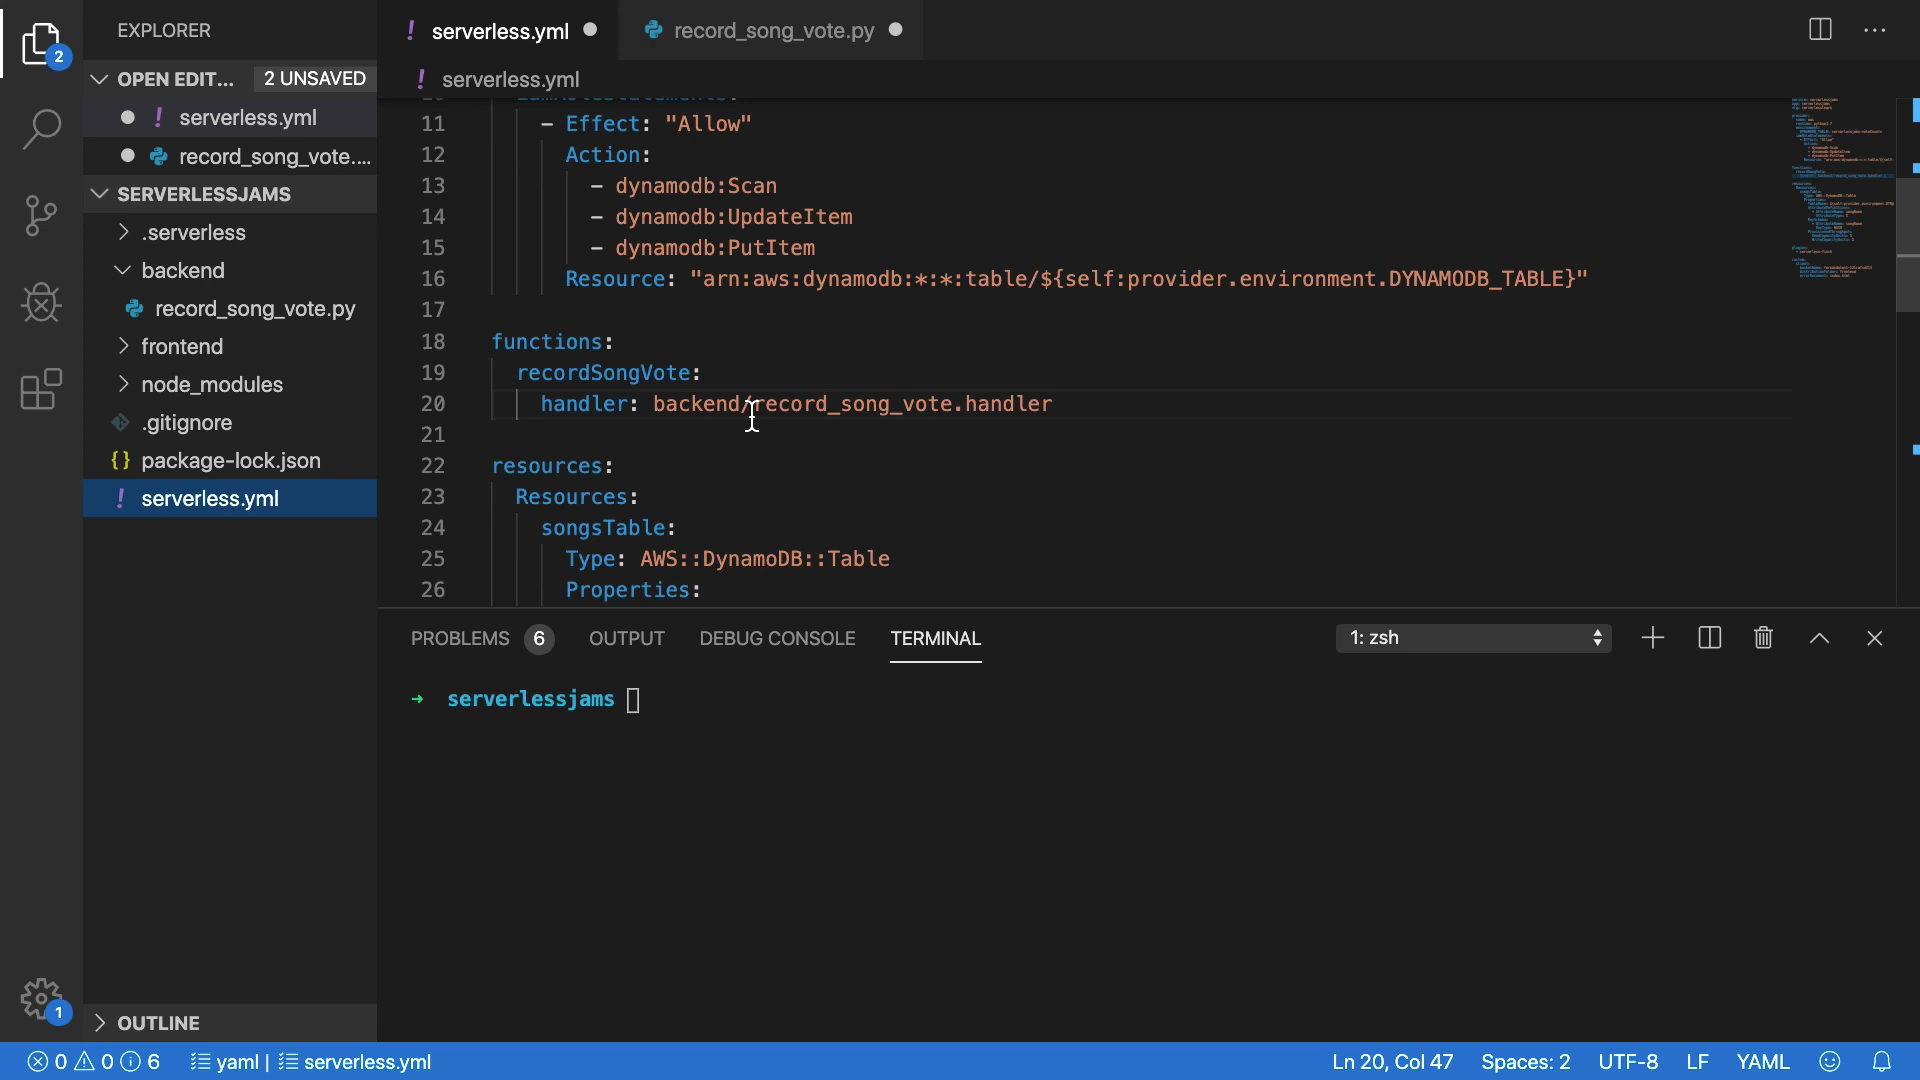 EXPLORER
! serverless.yml
record_song_vote.py
2
OPEN EDIT... 2 UNSAVED
! serverless.yml
! serverless.yml
record_song_vote....
SERVERLESSJAMS
.serverless
backend
record_song_vote.py
frontend
node_modules
.gitignore
{} package-lock.json
! serverless.yml
11 - Effect: "Allow"
12 Action:
13 - dynamodb:Scan
14 - dynamodb:UpdateItem
15 - dynamodb:PutItem
16 Resource: "arn:aws:dynamodb:*:*:table/${self:provider.environment.DYNAMODB_TABLE}"
17
18 functions:
19 recordSongVote:
20 handler: backend/record_song_vote.handler
21
22 resources:
23 Resources:
24 songsTable:
25 Type: AWS::DynamoDB::Table
26 Properties:
PROBLEMS 6 OUTPUT DEBUG CONSOLE TERMINAL 1: zsh
→ serverlessjams
1
OUTLINE
0 0 6 yaml | serverless.yml Ln 20, Col 47 Spaces: 2 UTF-8 LF YAML